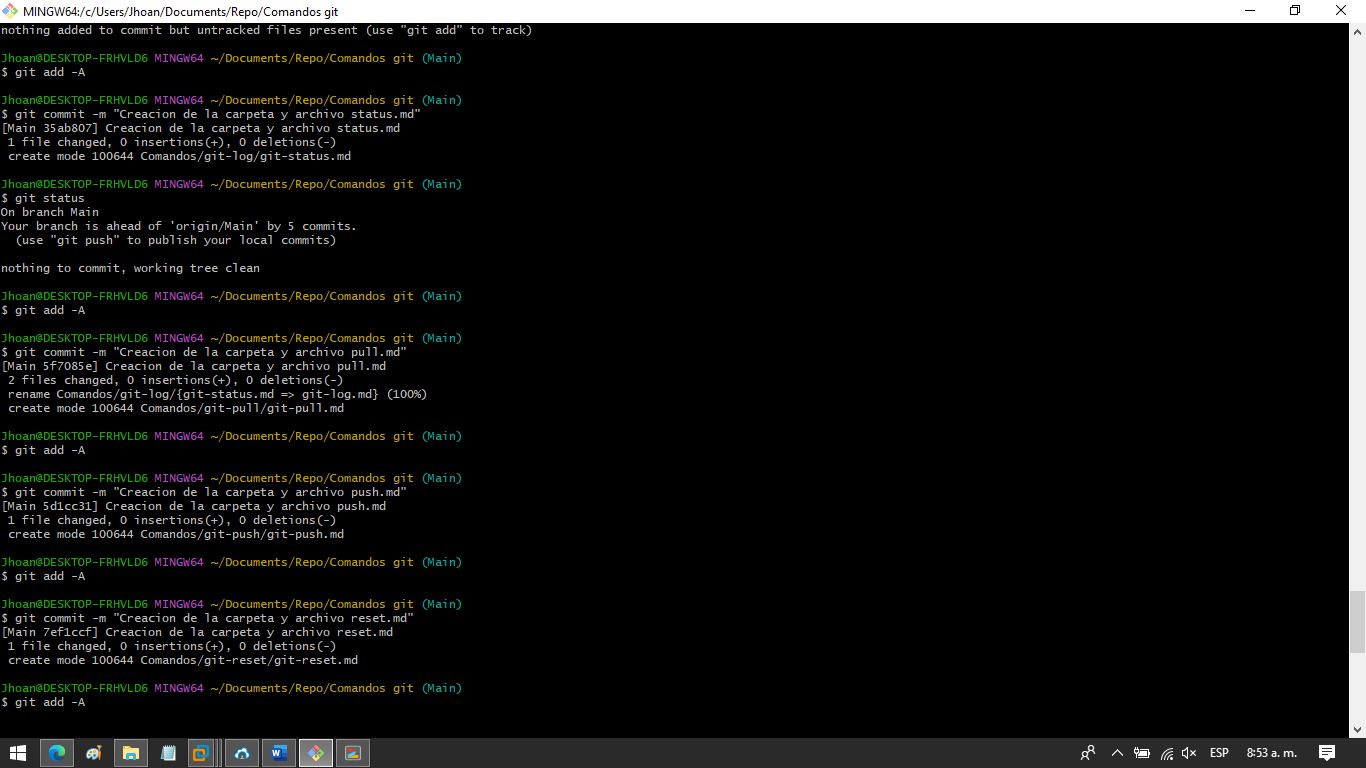 MINGW64:/c/Users/Jhoan/Documents/Repo/Comandos git
nothing added to commit but untracked files present (use "git add" to track)
Jhoan@DESKTOP-FRHVLD6 MINGW64 ~/Documents/Repo/Comandos git (Main)
$ git add -A
Jhoan@DESKTOP-FRHVLD6 MINGW64 ~/Documents/Repo/Comandos git (Main)
$ git commit -m "Creacion de la carpeta y archivo status.md"
[Main 35ab807] Creacion de la carpeta y archivo status.md
 1 file changed, 0 insertions(+), 0 deletions(-)
 create mode 100644 Comandos/git-log/git-status.md
Jhoan@DESKTOP-FRHVLD6 MINGW64 ~/Documents/Repo/Comandos git (Main)
$ git status
On branch Main
Your branch is ahead of 'origin/Main' by 5 commits.
  (use "git push" to publish your local commits)
nothing to commit, working tree clean
Jhoan@DESKTOP-FRHVLD6 MINGW64 ~/Documents/Repo/Comandos git (Main)
$ git add -A
Jhoan@DESKTOP-FRHVLD6 MINGW64 ~/Documents/Repo/Comandos git (Main)
$ git commit -m "Creacion de la carpeta y archivo pull.md"
[Main 5f7085e] Creacion de la carpeta y archivo pull.md
 2 files changed, 0 insertions(+), 0 deletions(-)
 rename Comandos/git-log/{git-status.md => git-log.md} (100%)
 create mode 100644 Comandos/git-pull/git-pull.md
Jhoan@DESKTOP-FRHVLD6 MINGW64 ~/Documents/Repo/Comandos git (Main)
$ git add -A
Jhoan@DESKTOP-FRHVLD6 MINGW64 ~/Documents/Repo/Comandos git (Main)
$ git commit -m "Creacion de la carpeta y archivo push.md"
[Main 5d1cc31] Creacion de la carpeta y archivo push.md
 1 file changed, 0 insertions(+), 0 deletions(-)
 create mode 100644 Comandos/git-push/git-push.md
Jhoan@DESKTOP-FRHVLD6 MINGW64 ~/Documents/Repo/Comandos git (Main)
$ git add -A
Jhoan@DESKTOP-FRHVLD6 MINGW64 ~/Documents/Repo/Comandos git (Main)
$ git commit -m "Creacion de la carpeta y archivo reset.md"
[Main 7ef1ccf] Creacion de la carpeta y archivo reset.md
 1 file changed, 0 insertions(+), 0 deletions(-)
 create mode 100644 Comandos/git-reset/git-reset.md
Jhoan@DESKTOP-FRHVLD6 MINGW64 ~/Documents/Repo/Comandos git (Main)
$ git add -A
ESP 8:53 a. m.